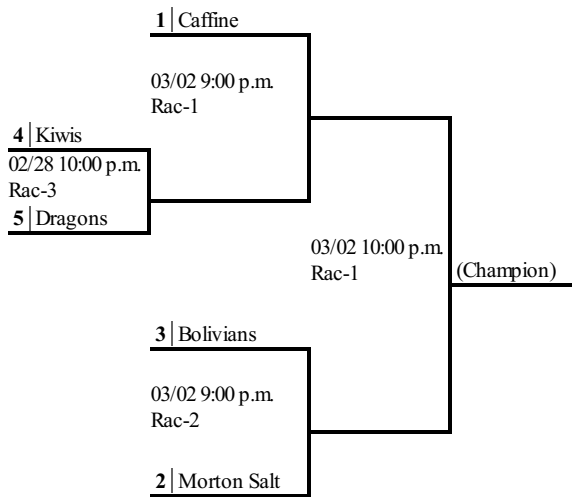 1 Caffine
03/02 9:00 p.m.
Rac-1
4 Kiwis
02/28 10:00 p.m.
Rac-3
5 Dragons
03/02 10:00 p.m.
Rac-1
(Champion)
3 Bolivians
03/02 9:00 p.m.
Rac-2
2 Morton Salt